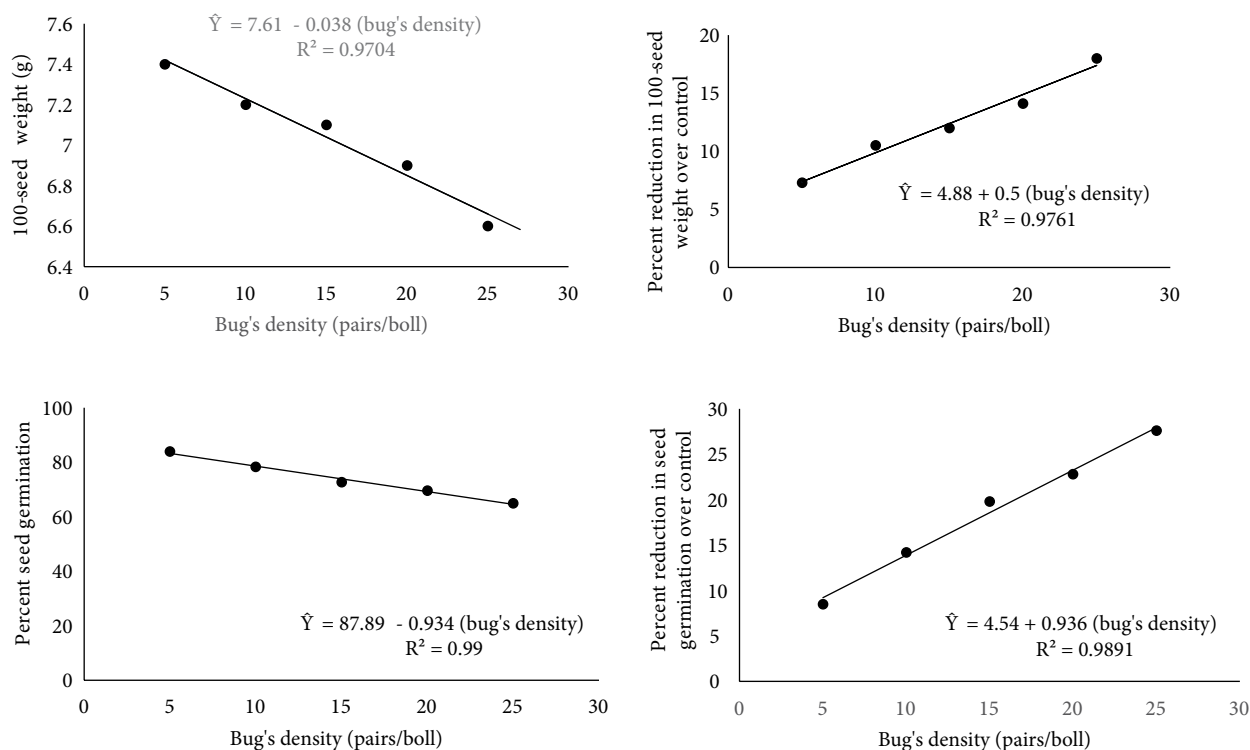 Ŷ = 7.61 - 0.038 (bug's density)
R² = 0.9704
100-seed weight (g)
7.6
7.4
7.2
7
6.8
6.6
6.4
0 5 10 15 20 25 30
Bug's density (pairs/boll)
Percent reduction in 100-seed
weight over control
20
15
10
5
0
Ŷ = 4.88 + 0.5 (bug's density)
R² = 0.9761
0 10 20 30
Bug's density (pairs/boll)
Percent seed germination
100
80
60
40
20
0
Ŷ = 87.89 - 0.934 (bug's density)
R² = 0.99
0 5 10 15 20 25 30
Bug's density (pairs/boll)
Percent reduction in seed
germination over control
30
25
20
15
10
5
0
Ŷ = 4.54 + 0.936 (bug's density)
R² = 0.9891
0 5 10 15 20 25 30
Bug's density (pairs/boll)